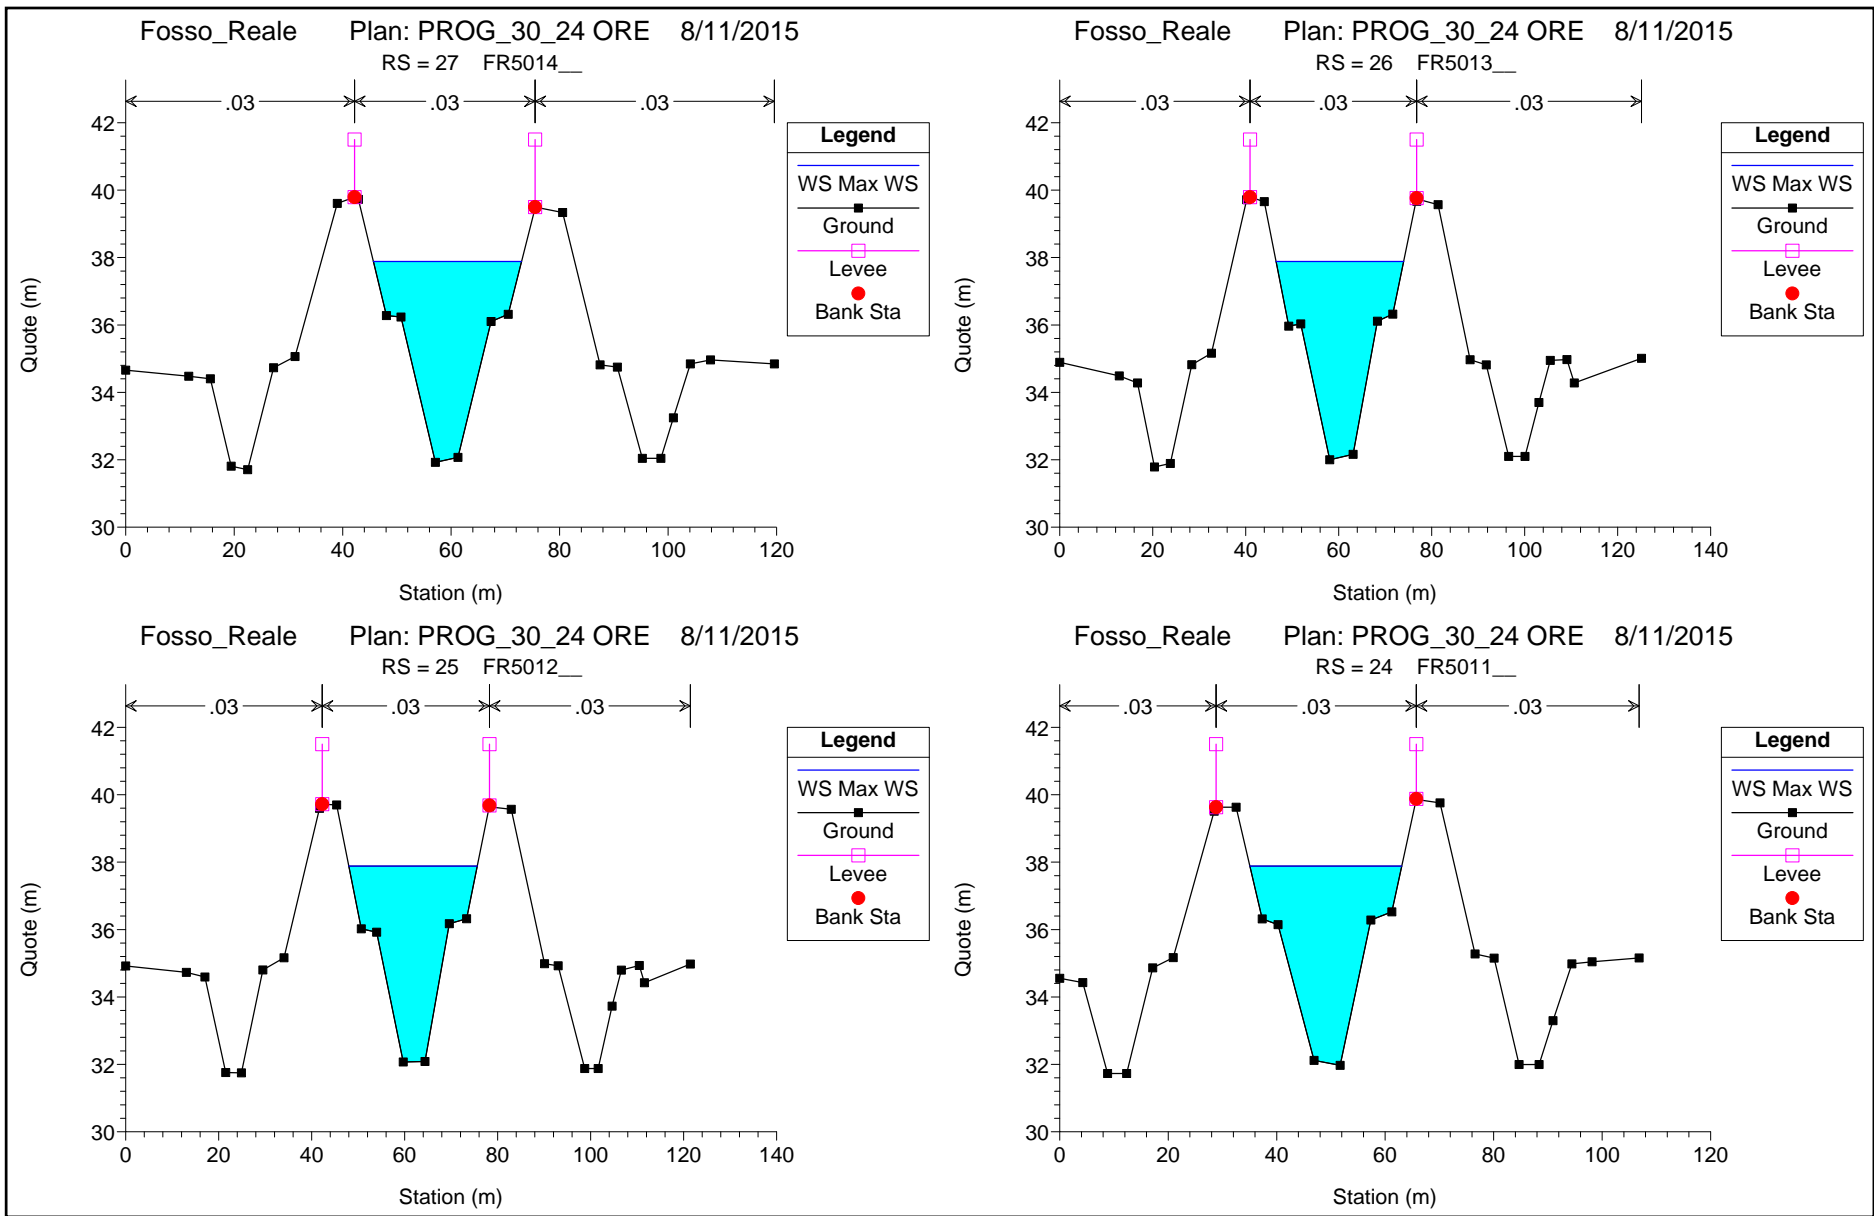 Fosso_Reale Plan: PROG_30_24 ORE 8/11/2015
RS = 27 FR5014__
.03 .03 .03
42
40
38
36
34
32
30
Quote (m)
0 20 40 60 80 100 120
Station (m)
Legend
WS Max WS
Ground
Levee
Bank Sta
Fosso_Reale Plan: PROG_30_24 ORE 8/11/2015
RS = 26 FR5013__
.03 .03 .03
42
40
38
36
34
32
30
Quote (m)
0 20 40 60 80 100 120 140
Station (m)
Legend
WS Max WS
Ground
Levee
Bank Sta
Fosso_Reale Plan: PROG_30_24 ORE 8/11/2015
RS = 25 FR5012__
.03 .03 .03
42
40
38
36
34
32
30
Quote (m)
0 20 40 60 80 100 120 140
Station (m)
Legend
WS Max WS
Ground
Levee
Bank Sta
Fosso_Reale Plan: PROG_30_24 ORE 8/11/2015
RS = 24 FR5011__
.03 .03 .03
42
40
38
36
34
32
30
Quote (m)
0 20 40 60 80 100 120
Station (m)
Legend
WS Max WS
Ground
Levee
Bank Sta